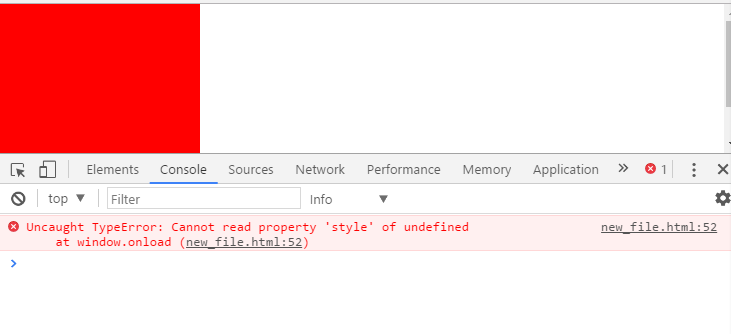 Elements Console Sources Network Performance Memory Application » 1
top Filter Info
Uncaught TypeError: Cannot read property 'style' of undefined new_file.html:52
at window.onload (new_file.html:52)